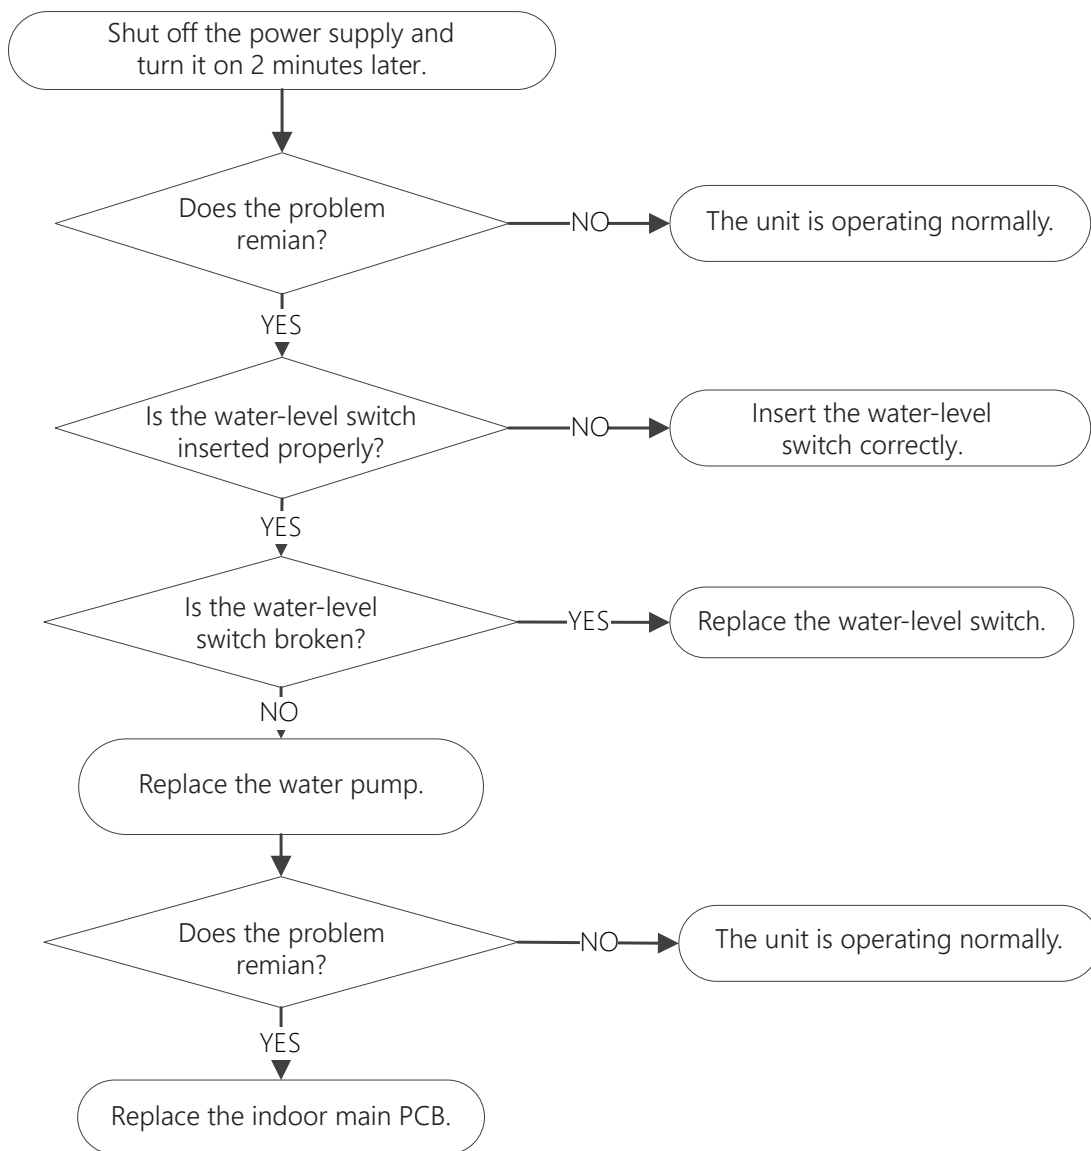 Shut off the power supply and
turn it on 2 minutes later.
Does the problem
remian?
NO
The unit is operating normally.
YES
Is the water-level switch
inserted properly?
NO
Insert the water-level
switch correctly.
YES
Is the water-level
switch broken?
YES
Replace the water-level switch.
NO
Replace the water pump.
Does the problem
remian?
NO
The unit is operating normally.
YES
Replace the indoor main PCB.